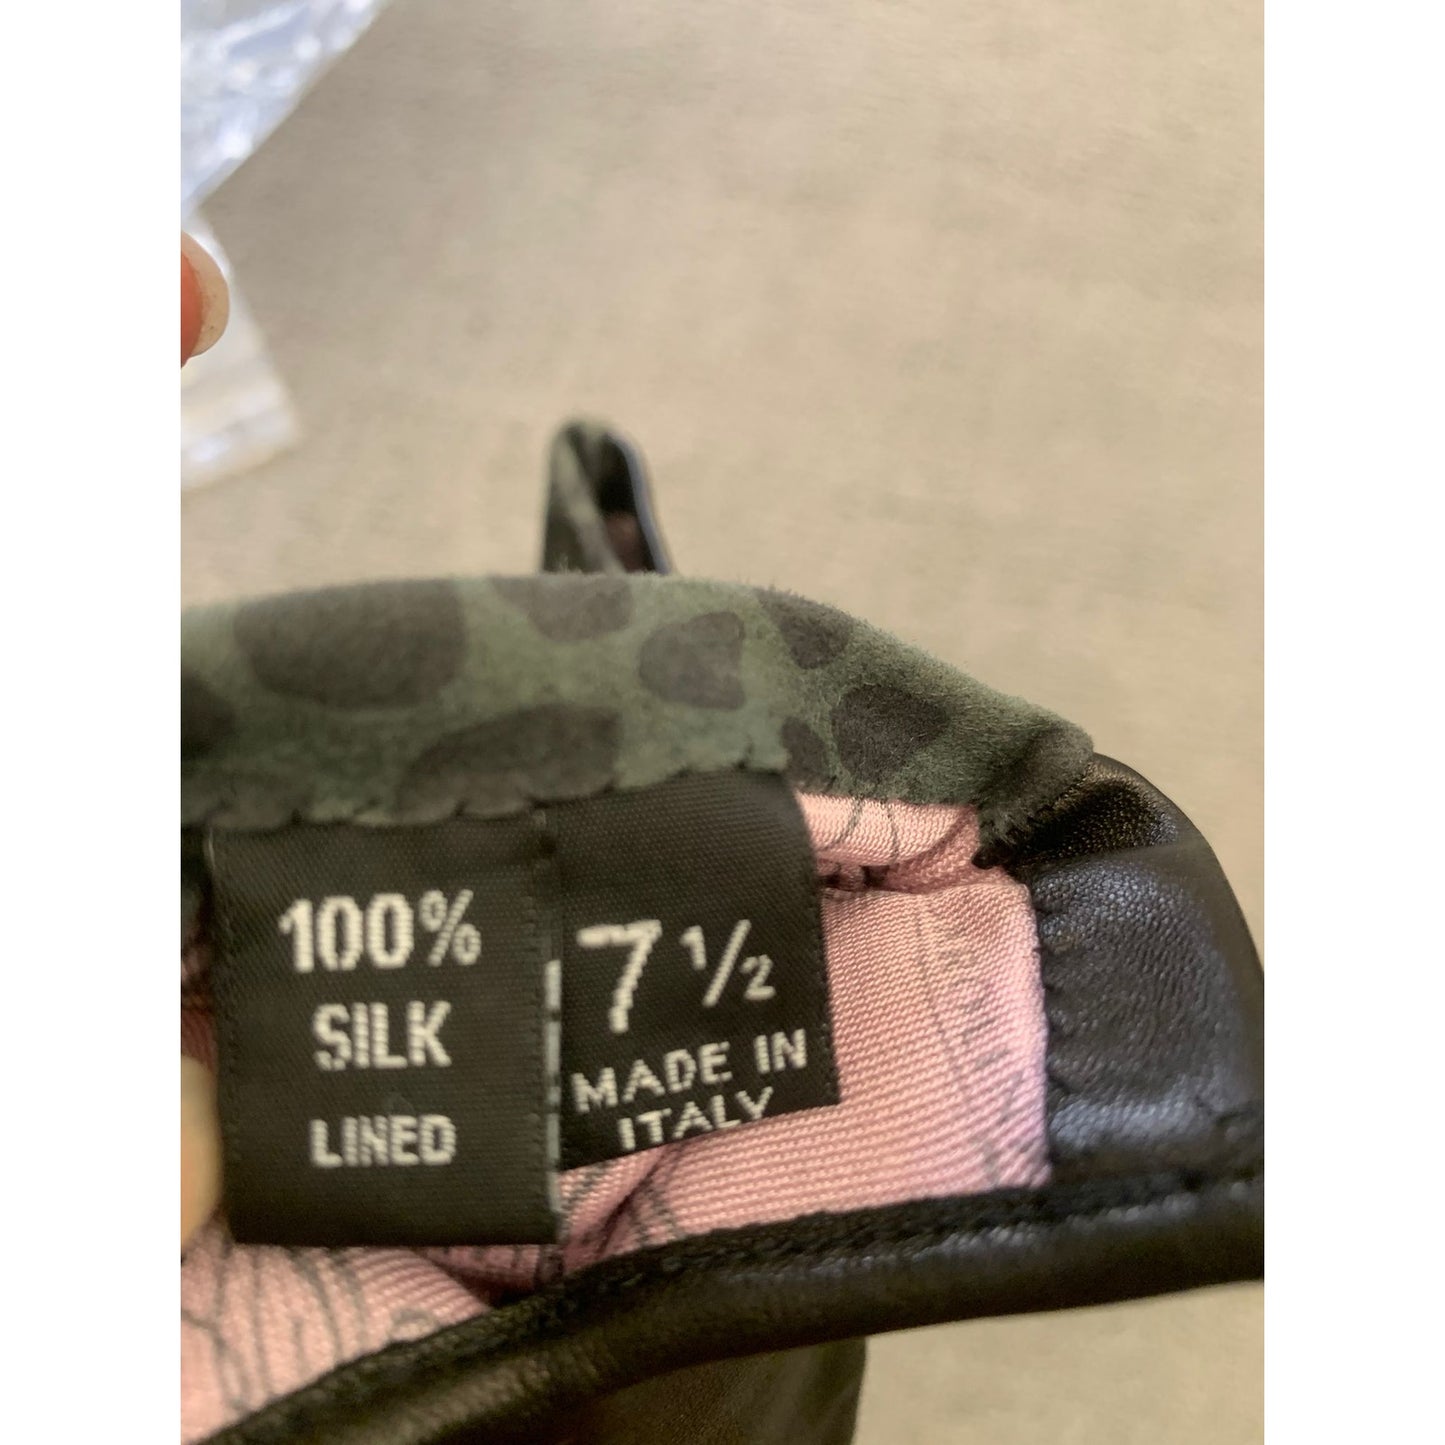 100%
SILK
LINED
7 1/2
MADE IN
ITALY